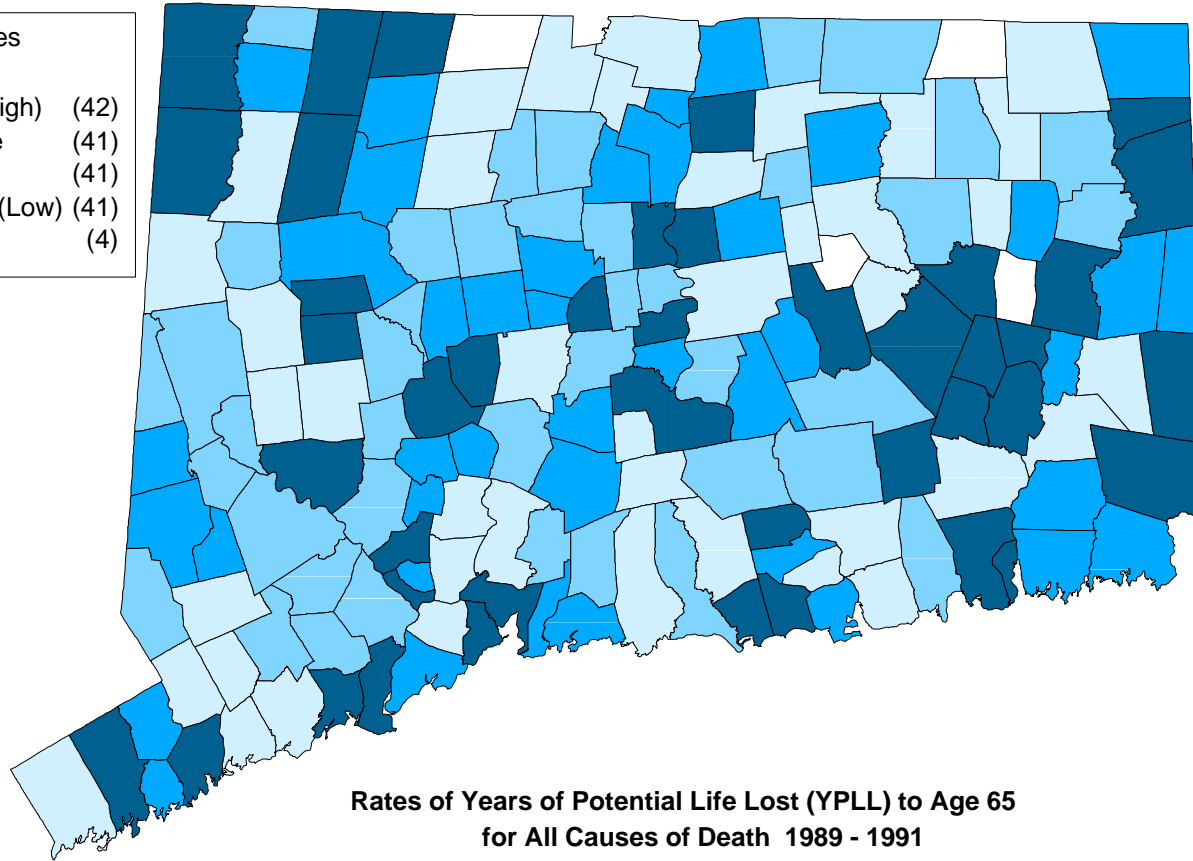 es
igh) (42)
e (41)
(41)
(Low) (41)
(4)
Rates of Years of Potential Life Lost (YPLL) to Age 65
for All Causes of Death 1989 - 1991